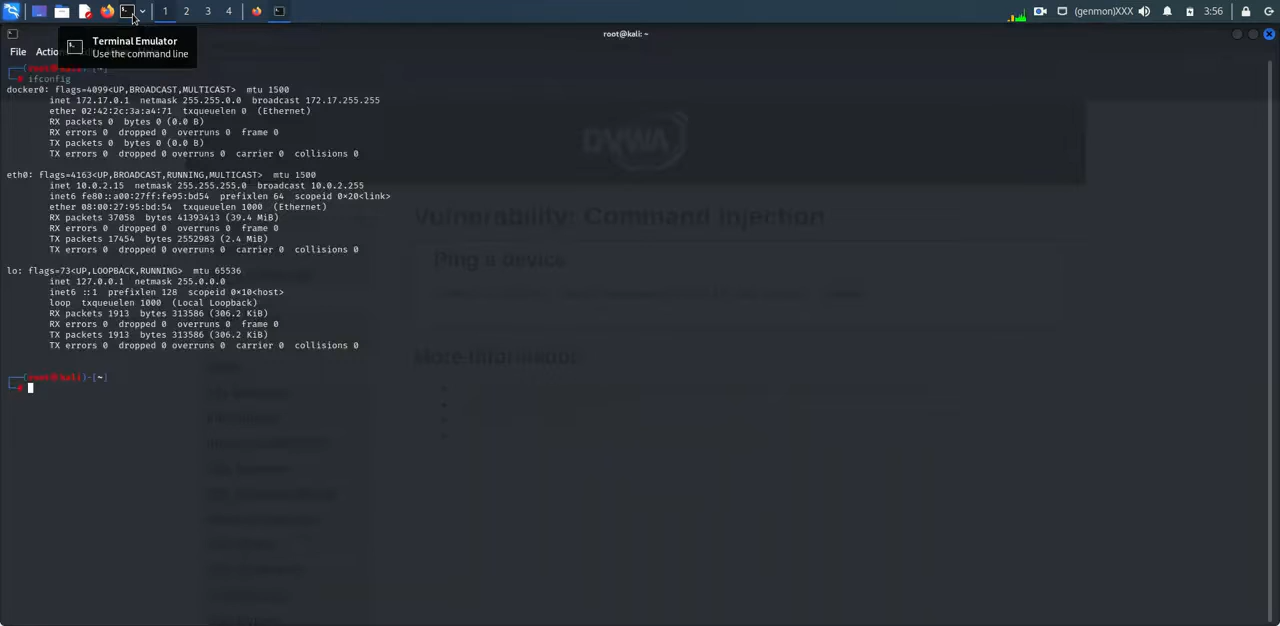 1 2 3 4 (genmon)XXX 3:56
root@kali: ~
Terminal Emulator
Use the command line
File Actio
(root㉿kali)-[~]
# ifconfig
docker0: flags=4099<UP,BROADCAST,MULTICAST> mtu 1500
inet 172.17.0.1 netmask 255.255.0.0 broadcast 172.17.255.255
ether 02:42:2c:3a:a4:71 txqueuelen 0 (Ethernet)
RX packets 0 bytes 0 (0.0 B)
RX errors 0 dropped 0 overruns 0 frame 0
TX packets 0 bytes 0 (0.0 B)
TX errors 0 dropped 0 overruns 0 carrier 0 collisions 0
eth0: flags=4163<UP,BROADCAST,RUNNING,MULTICAST> mtu 1500
inet 10.0.2.15 netmask 255.255.255.0 broadcast 10.0.2.255
inet6 fe80::a00:27ff:fe95:bd54 prefixlen 64 scopeid 0×20<link>
ether 08:00:27:95:bd:54 txqueuelen 1000 (Ethernet)
RX packets 37058 bytes 41393413 (39.4 MiB)
RX errors 0 dropped 0 overruns 0 frame 0
TX packets 17454 bytes 2552983 (2.4 MiB)
TX errors 0 dropped 0 overruns 0 carrier 0 collisions 0
lo: flags=73<UP,LOOPBACK,RUNNING> mtu 65536
inet 127.0.0.1 netmask 255.0.0.0
inet6 ::1 prefixlen 128 scopeid 0×10<host>
loop txqueuelen 1000 (Local Loopback)
RX packets 1913 bytes 313586 (306.2 KiB)
RX errors 0 dropped 0 overruns 0 frame 0
TX packets 1913 bytes 313586 (306.2 KiB)
TX errors 0 dropped 0 overruns 0 carrier 0 collisions 0
(root㉿kali)-[~]
#
DVWA
Vulnerability: Command Injection
Ping a device
More Information